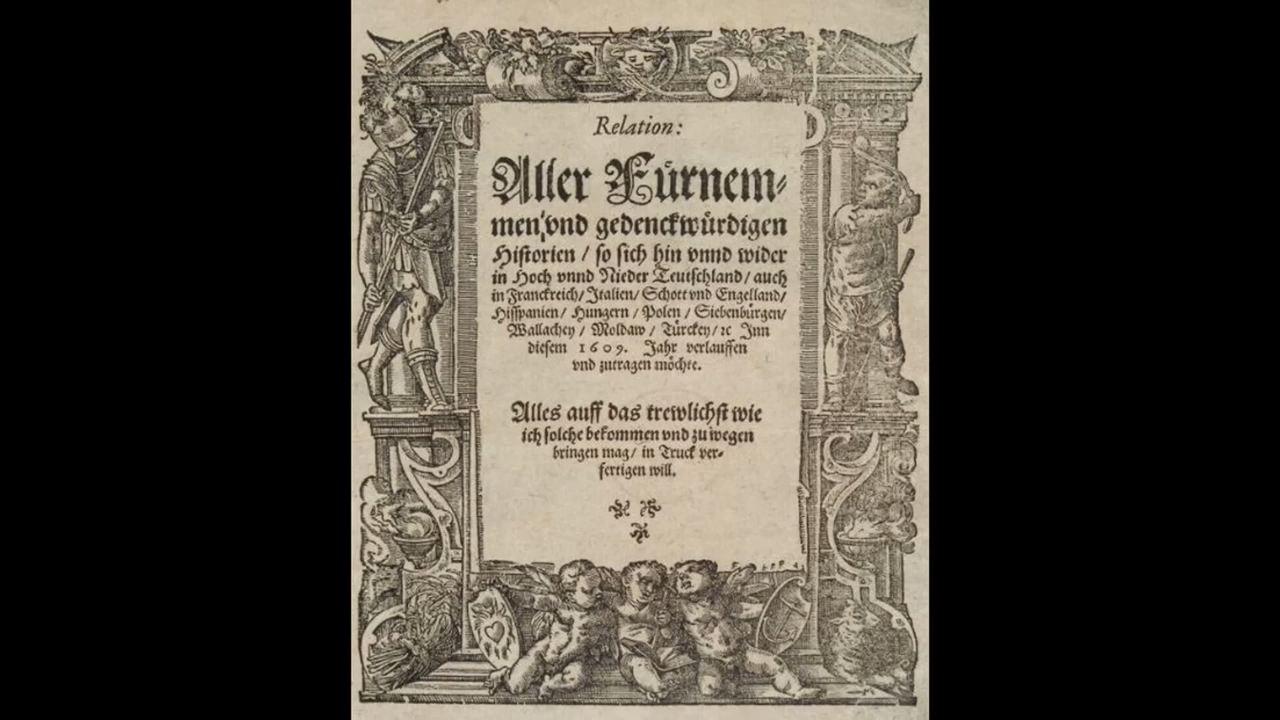 Relation:
Aller Fürnem⸗
men/ vnd gedenckwürdigen
Historien / so sich hin vnnd wider
in Hoch vnnd Nieder Teutschland/ auch
in Franckreich/ Italien/ Schott vnd Engelland/
Hisspanien/ Hungern / Polen / Siebenbürgen/
Wallachey / Moldaw / Türckey/ ꝛc Inn
diesem 1609. Jahr verlauffen
vnd zutragen möchte.
Alles auff das trewlichst wie
ich solche bekommen vnd zu wegen
bringen mag/ in Truck ver⸗
fertigen will.